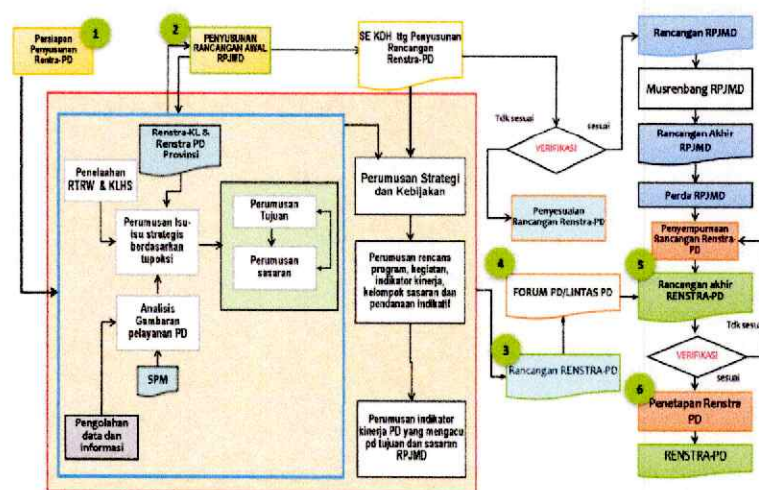 Persiapan
Penyusunan
Rentra-PD
1
2
PENYUSUNAN
RANCANGAN AWAL
RPJMD
SE KDH ttg Penyusunan
Rancangan
Renstra-PD
Rancangan RPJMD
Musrenbang RPJMD
Rancangan Akhir
RPJMD
Perda RPJMD
Penyempurnaan
Rancangan Renstra-
PD
5
Rancangan akhir
RENSTRA-PD
Tdk
sesuai
VERIFIKASI
sesuai
6
Penetapan Renstra
PD
RENSTRA-PD
Tdk sesuai
sesuai
VERIFIKASI
Penyesuaian
Rancangan Renstra-PD
Renstra-KL &
Renstra PD
Provinsi
Penelaahan
RTRW & KLHS
Perumusan Isu-
isu strategis
berdasarkan
tupoksi
Perumusan
Tujuan
Perumusan
sasaran
Analisis
Gambaran
pelayanan PD
SPM
Pengolahan
data dan
informasi
Perumusan Strategi
dan Kebijakan
Perumusan rencana
program, kegiatan,
indikator kinerja,
kelompok sasaran dan
pendanaan indikatif
Perumusan indikator
kinerja PD yang mengacu
pd tujuan dan sasaran
RPJMD
4
FORUM PD/LINTAS PD
3
Rancangan RENSTRA-PD